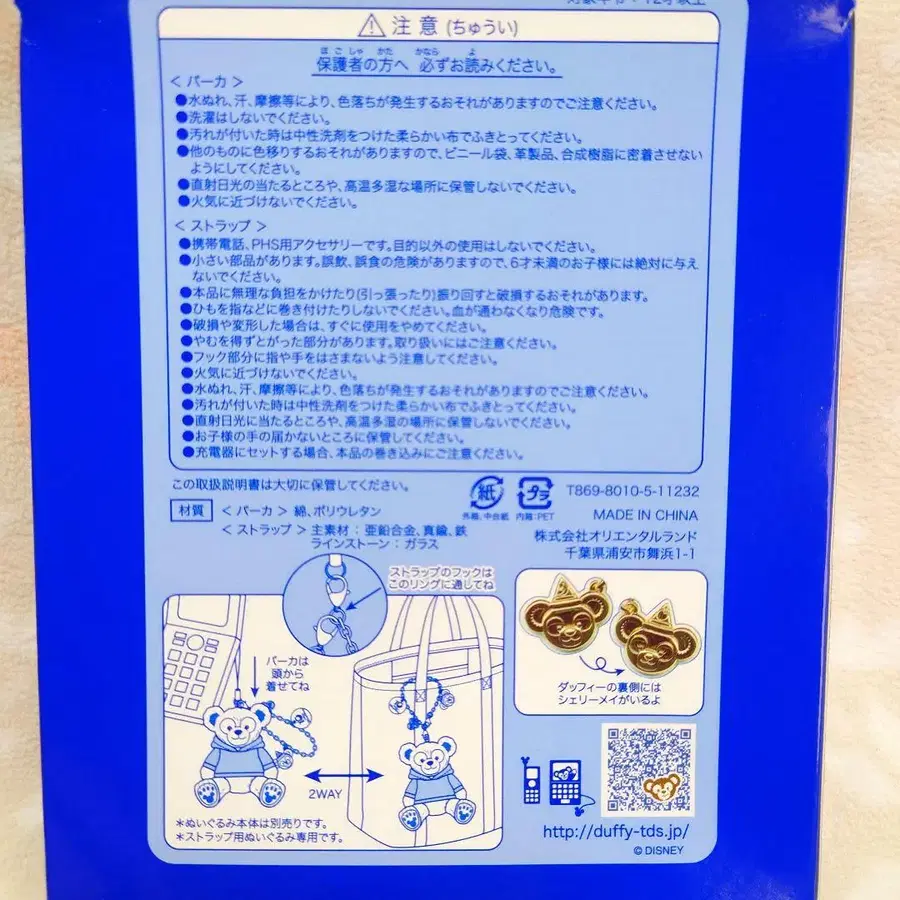 注意(ちゅうい)
ほごしゃ かた かなら よ
保護者の方へ 必ずお読みください。
< パーカ >
●水ぬれ、汗、摩擦等により、色落ちが発生するおそれがありますのでご注意ください。
●洗濯はしないでください。
●汚れが付いた時は中性洗剤をつけた柔らかい布でふきとってください。
●他のものに色移りするおそれがありますので、ビニール袋、革製品、合成樹脂に密着させない
ようにしてください。
●直射日光の当たるところや、高温多湿な場所に保管しないでください。
●火気に近づけないでください。
< ストラップ >
●携帯電話、PHS用アクセサリーです。目的以外の使用はしないでください。
●小さい部品があります。誤飲、誤食の危険がありますので、6才未満のお子様には絶対に与え
ないでください。
●本品に無理な負担をかけたり(引っ張ったり)振り回すと破損するおそれがあります。
●ひもを指などに巻き付けたりしないでください。血が通わなくなり危険です。
●破損や変形した場合は、すぐに使用をやめてください。
●やむを得ずとがった部分があります。取り扱いにはご注意ください。
●フック部分に指や手をはさまないよう注意してください。
●火気に近づけないでください。
●水ぬれ、汗、摩擦等により、色落ちが発生するおそれがありますのでご注意ください。
●汚れが付いた時は中性洗剤をつけた柔らかい布でふきとってください。
●直射日光に当たるところや、高温多湿の場所に保管しないでください。
●お子様の手の届かないところに保管してください。
●充電器にセットする場合、本品の巻き込みにご注意ください。
この取扱説明書は大切に保管してください。
紙 プラ T869-8010-5-11232
外箱、中台紙 内箱:PET
MADE IN CHINA
材質 < パーカ > 綿、ポリウレタン
< ストラップ > 主素材:亜鉛合金、真鍮、鉄
ラインストーン:ガラス
株式会社オリエンタルランド
千葉県浦安市舞浜1-1
ストラップのフックは
このリングに通してね
パーカは
頭から
着せてね
2WAY
*ぬいぐるみ本体は別売りです。
*ストラップ用ぬいぐるみ専用です。
ダッフィーの裏側には
シェリーメイがいるよ
http://duffy-tds.jp/
© DISNEY